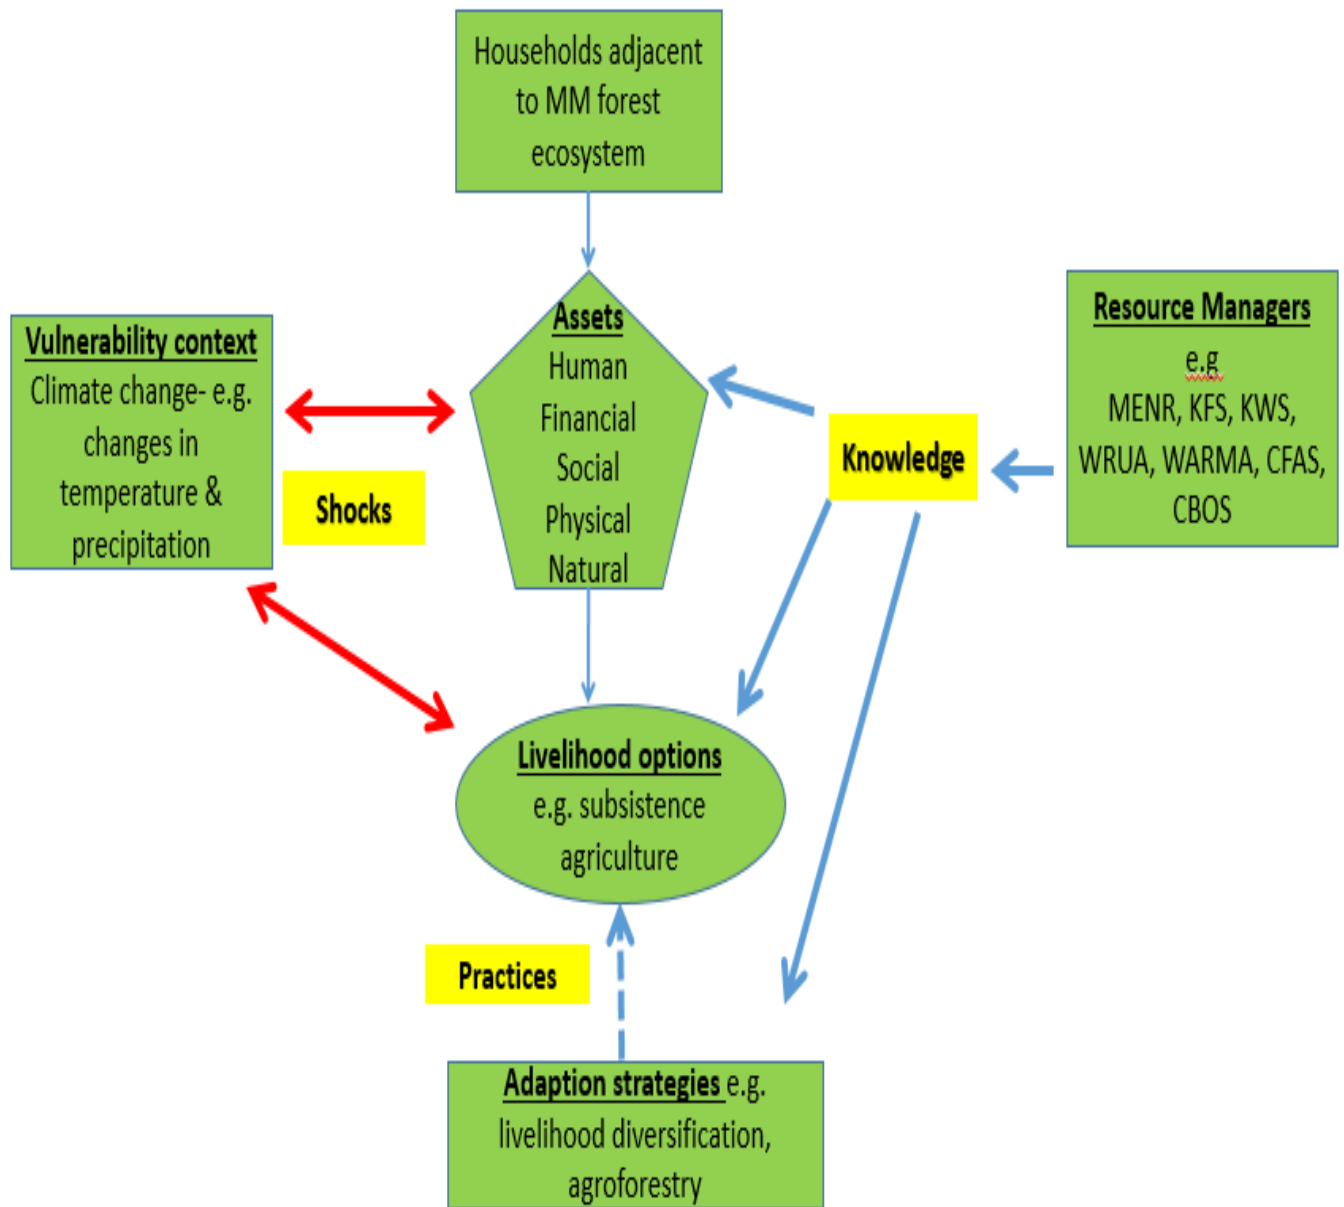 Households adjacent
to MM forest
ecosystem
Vulnerability context
Climate change- e.g.
changes in
temperature &
precipitation
Shocks
Assets
Human
Financial
Social
Physical
Natural
Knowledge
Resource Managers
e.g
MENR, KFS, KWS,
WRUA, WARMA, CFAS,
CBOS
Livelihood options
e.g. subsistence
agriculture
Practices
Adaption strategies e.g.
livelihood diversification,
agroforestry